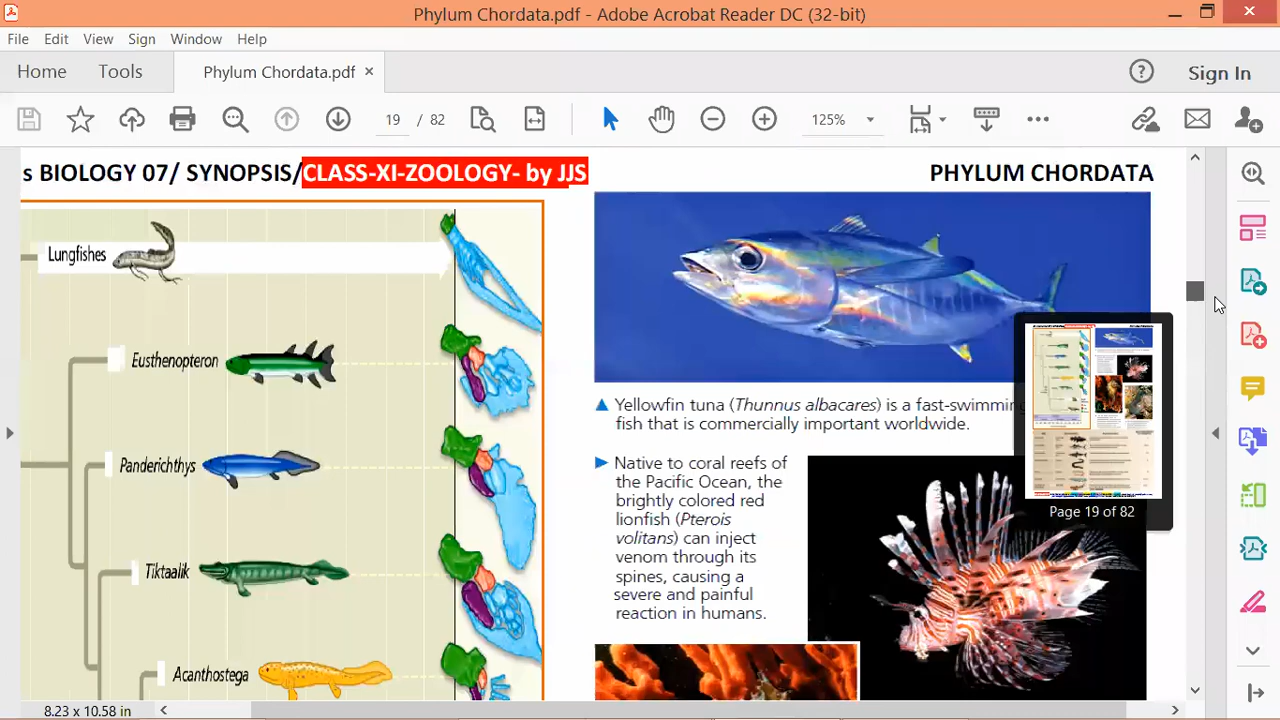 Phylum Chordata.pdf - Adobe Acrobat Reader DC (32-bit)
File Edit View Sign Window Help
Home Tools Phylum Chordata.pdf × Sign In
19 / 82 125%
s BIOLOGY 07/ SYNOPSIS/CLASS-XI-ZOOLOGY- by JJS PHYLUM CHORDATA
Lungfishes
Eusthenopteron
Panderichthys
Tiktaalik
Acanthostega
Yellowfin tuna (Thunnus albacares) is a fast-swimming
fish that is commercially important worldwide.
Native to coral reefs of
the Pacific Ocean, the
brightly colored red
lionfish (Pterois
volitans) can inject
venom through its
spines, causing a
severe and painful
reaction in humans.
Page 19 of 82
8.23 x 10.58 in